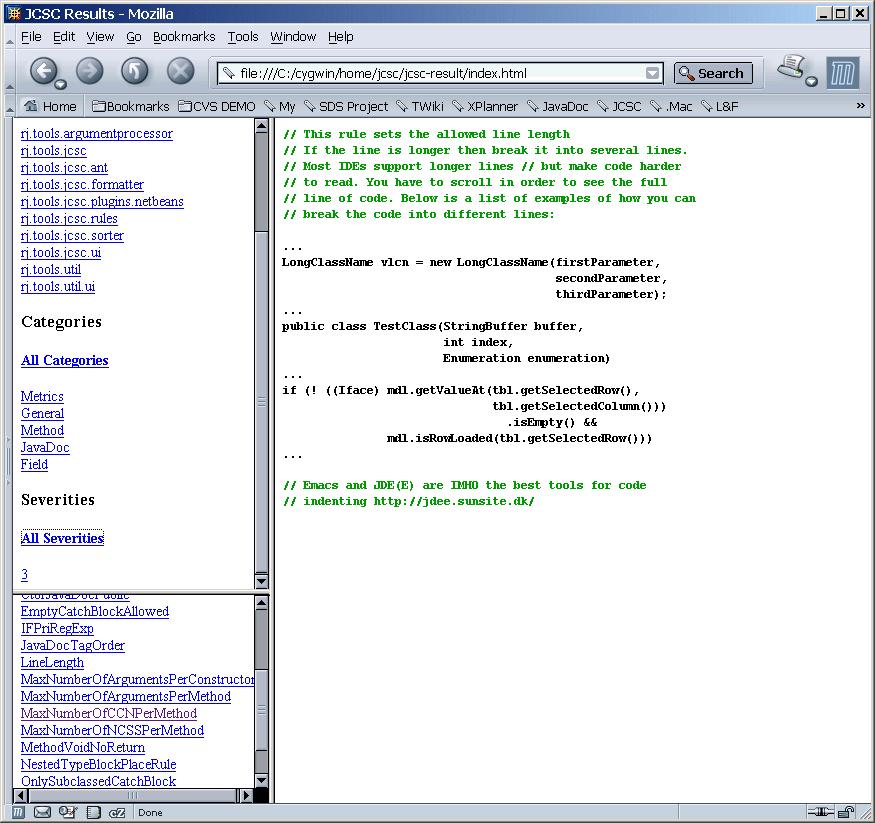 JCSC Results - Mozilla
File Edit View Go Bookmarks Tools Window Help
file:///C:/cygwin/home/jcsc/jcsc-result/index.html
Search
Home Bookmarks CVS DEMO My SDS Project TWiki XPlanner JavaDoc JCSC .Mac L&F »
rj.tools.argumentprocessor
rj.tools.jcsc
rj.tools.jcsc.ant
rj.tools.jcsc.formatter
rj.tools.jcsc.plugins.netbeans
rj.tools.jcsc.rules
rj.tools.jcsc.sorter
rj.tools.jcsc.ui
rj.tools.util
rj.tools.util.ui
Categories
All Categories
Metrics
General
Method
JavaDoc
Field
Severities
All Severities
3
CtorJavaDocPublic
EmptyCatchBlockAllowed
IFPriRegExp
JavaDocTagOrder
LineLength
MaxNumberOfArgumentsPerConstructor
MaxNumberOfArgumentsPerMethod
MaxNumberOfCCNPerMethod
MaxNumberOfNCSSPerMethod
MethodVoidNoReturn
NestedTypeBlockPlaceRule
OnlySubclassedCatchBlock
// This rule sets the allowed line length
// If the line is longer then break it into several lines.
// Most IDEs support longer lines // but make code harder
// to read. You have to scroll in order to see the full
// line of code. Below is a list of examples of how you can
// break the code into different lines:
...
LongClassName vlcn = new LongClassName(firstParameter,
secondParameter,
thirdParameter);
...
public class TestClass(StringBuffer buffer,
int index,
Enumeration enumeration)
...
if (! ((Iface) mdl.getValueAt(tbl.getSelectedRow(),
tbl.getSelectedColumn()))
.isEmpty() &&
mdl.isRowLoaded(tbl.getSelectedRow()))
...
// Emacs and JDE(E) are IMHO the best tools for code
// indenting http://jdee.sunsite.dk/
Done